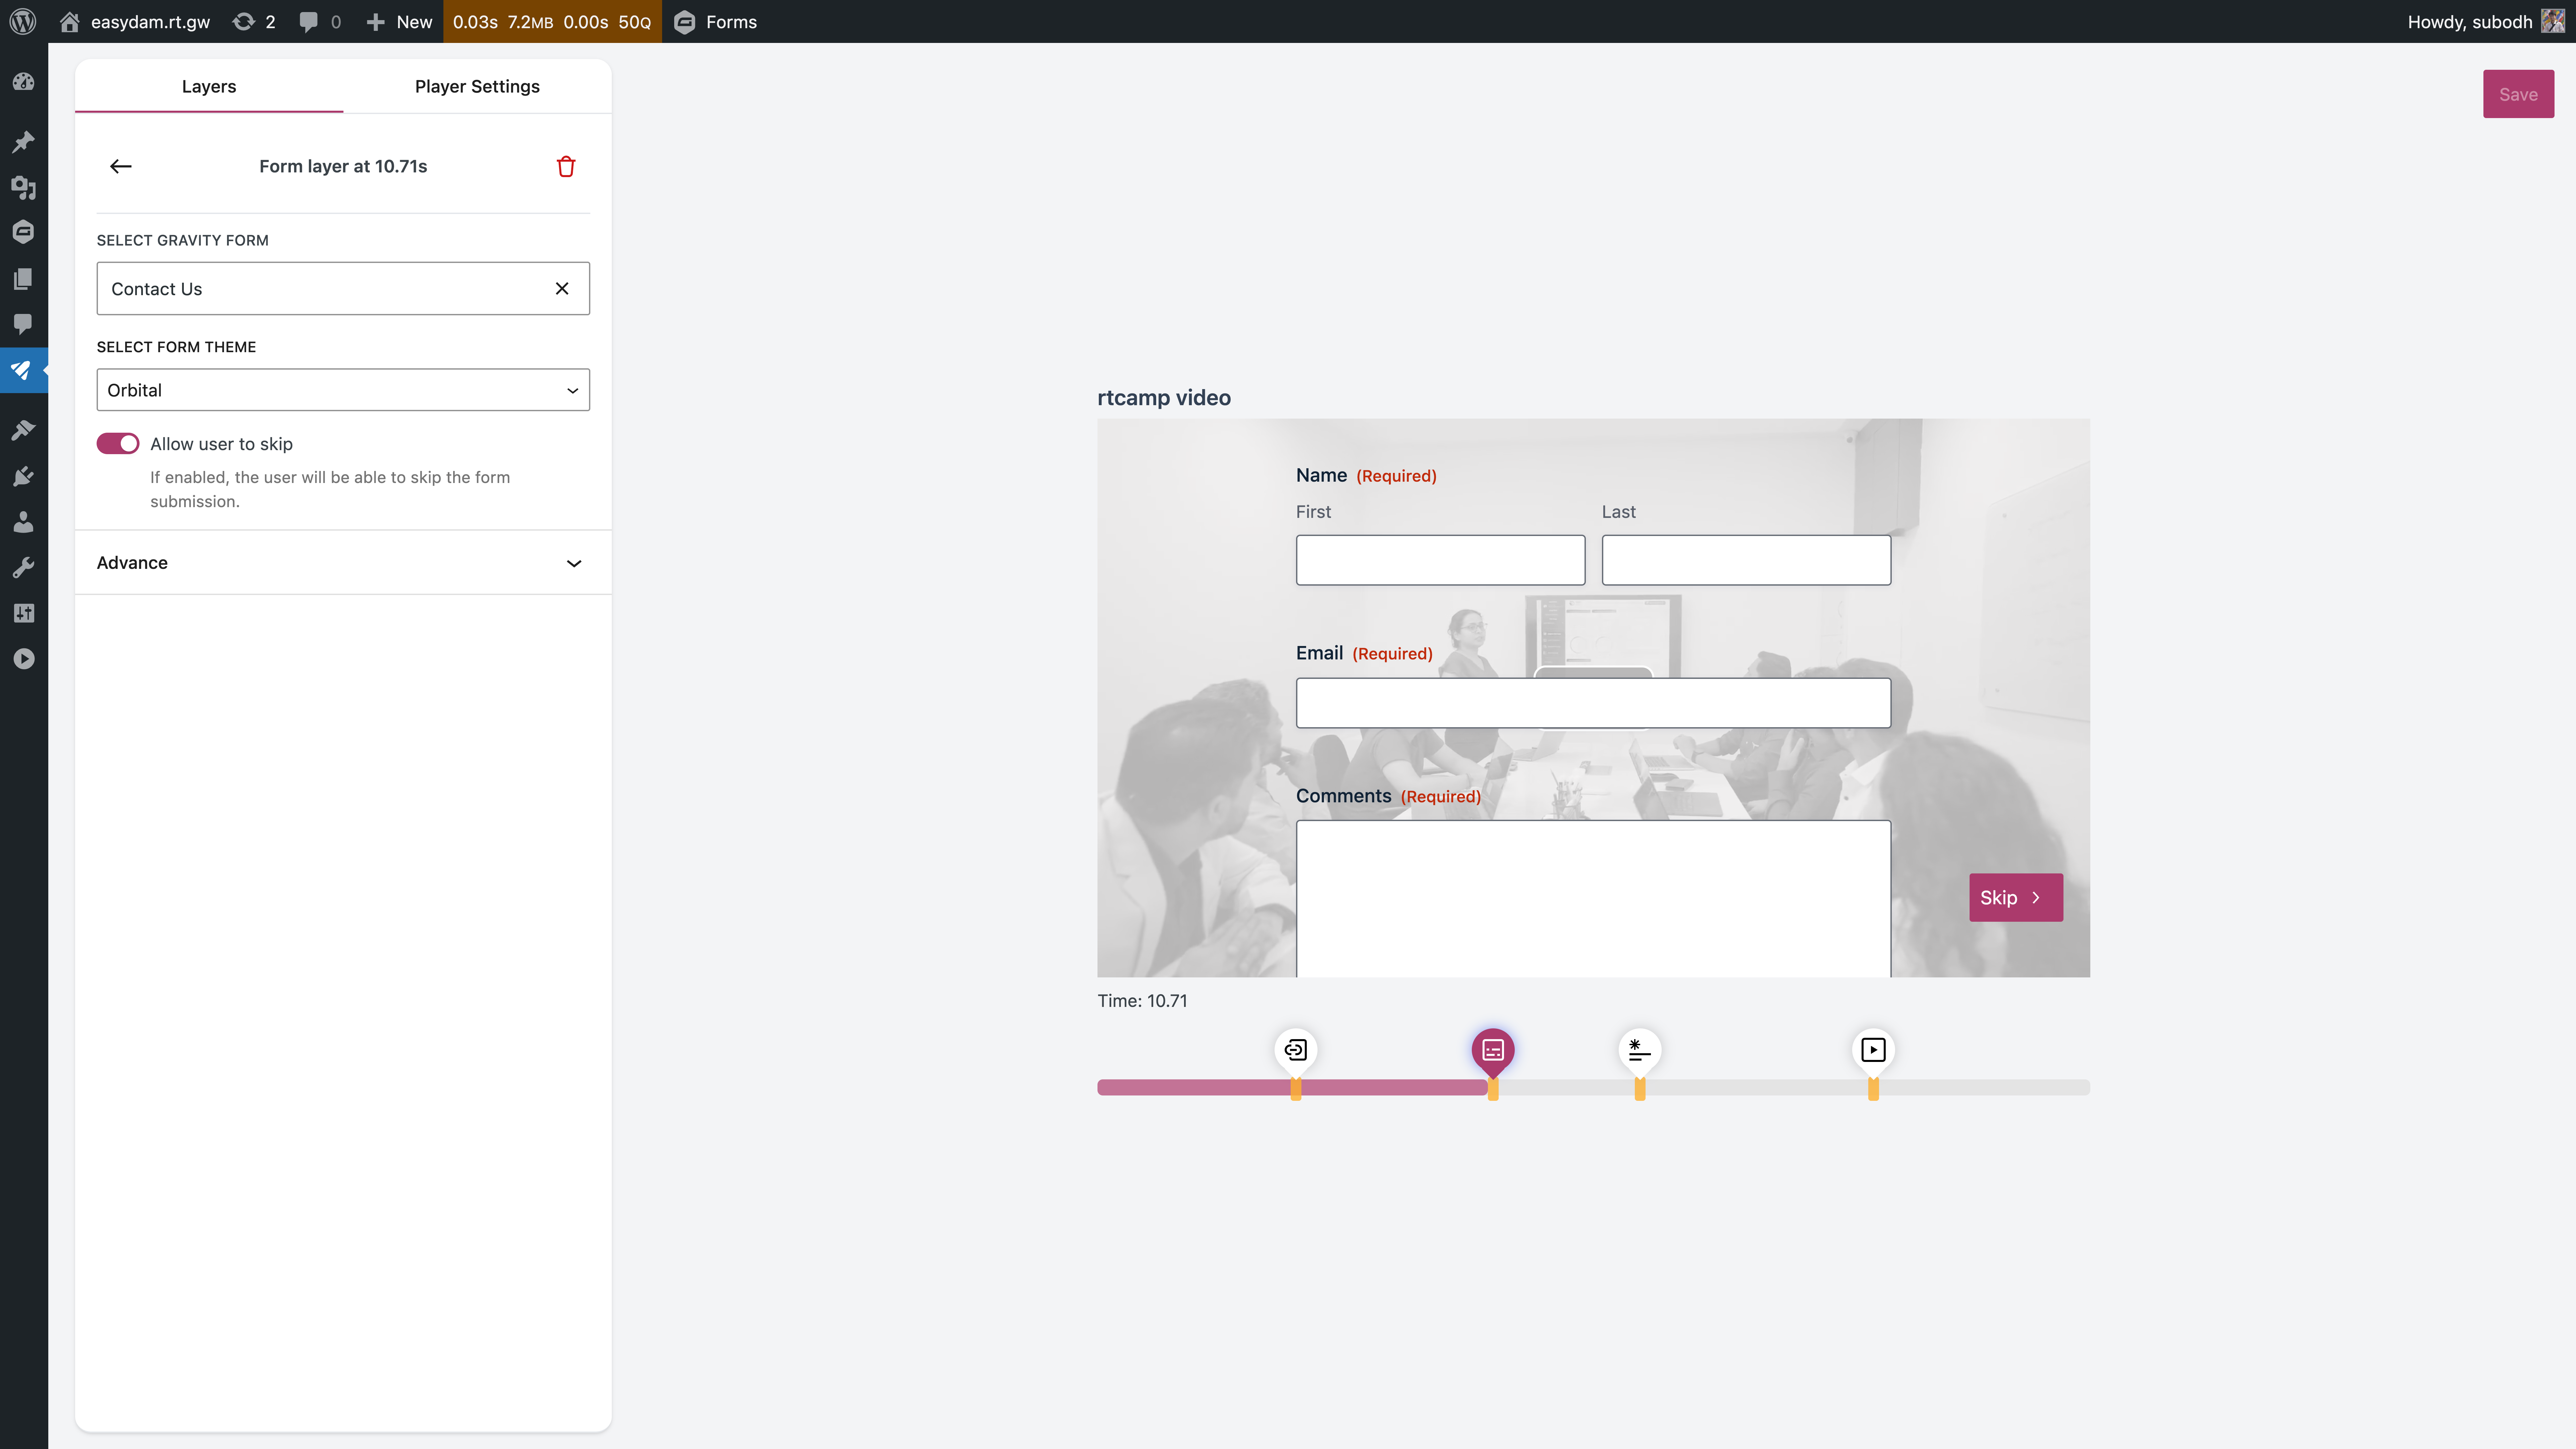 easydam.rt.gw 2 0 New 0.03s 7.2MB 0.00s 50Q Forms Howdy, subodh
Layers Player Settings
Save
Form layer at 10.71s
SELECT GRAVITY FORM
Contact Us
SELECT FORM THEME
Orbital
Allow user to skip
If enabled, the user will be able to skip the form
submission.
Advance
rtcamp video
Name (Required)
First Last
Email (Required)
Comments (Required)
Skip
Time: 10.71